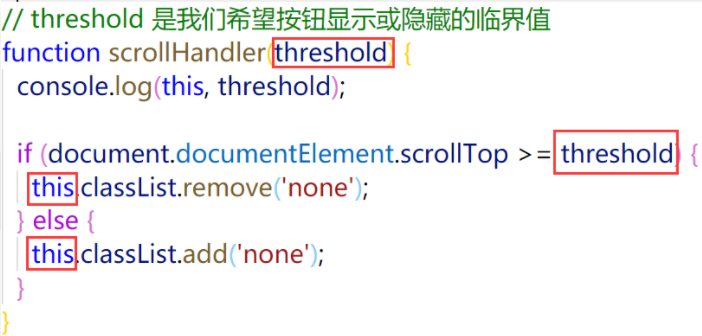 // threshold 是我们希望按钮显示或隐藏的临界值
function scrollHandler(threshold) {
console.log(this, threshold);
if (document.documentElement.scrollTop >= threshold) {
this.classList.remove('none');
} else {
this.classList.add('none');
}
}